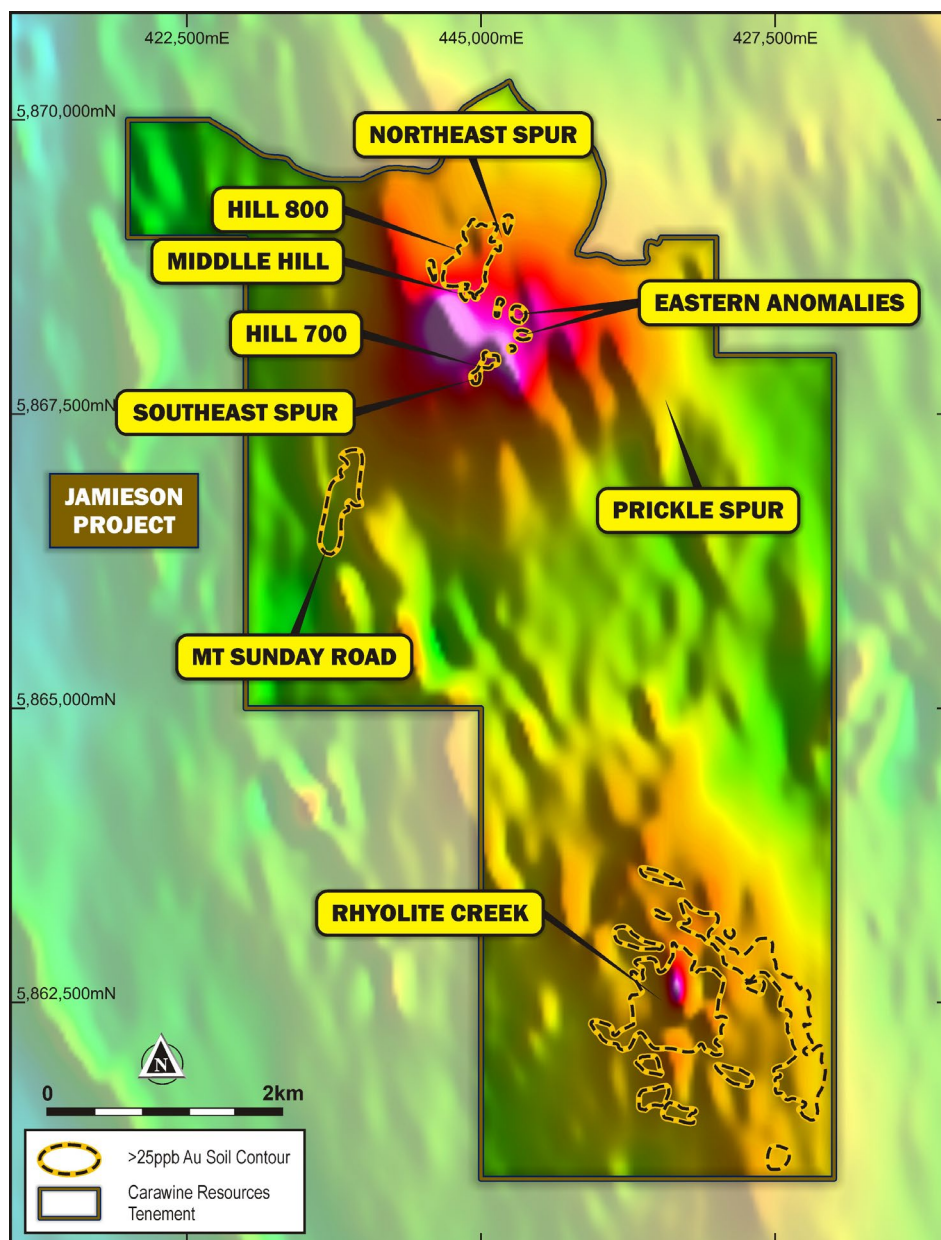 422,500mE
445,000mE
427,500mE
5,870,000mN
NORTHEAST SPUR
HILL 800
MIDDLLE HILL
EASTERN ANOMALIES
HILL 700
SOUTHEAST SPUR
5,867,500mN
JAMIESON
PROJECT
PRICKLE SPUR
MT SUNDAY ROAD
5,865,000mN
RHYOLITE CREEK
5,862,500mN
N
0
2km
>25ppb Au Soil Contour
Carawine Resources
Tenement